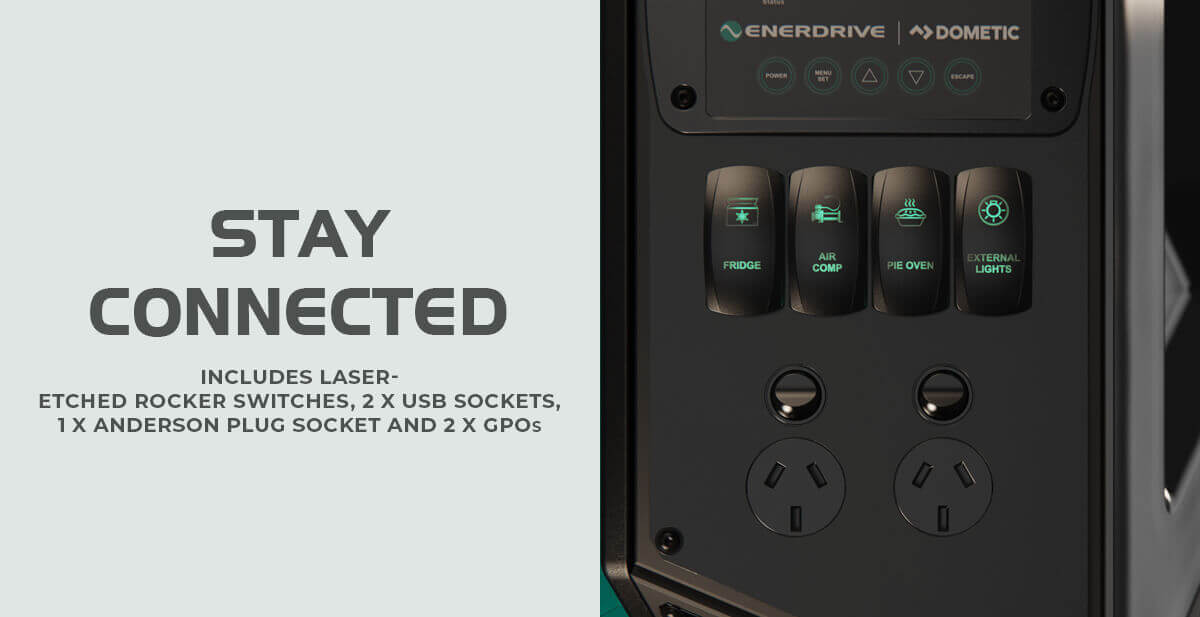 STAY
CONNECTED
INCLUDES LASER-
ETCHED ROCKER SWITCHES, 2 X USB SOCKETS,
1 X ANDERSON PLUG SOCKET AND 2 X GPOs
Status
ENERDRIVE | DOMETIC
POWER
MENU
SET
ESCAPE
FRIDGE
AIR
COMP
PIE OVEN
EXTERNAL
LIGHTS